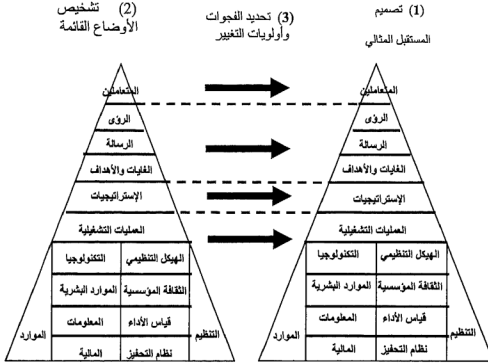 (1) تصميم
المستقبل المثالي
(3) تحديد الفجوات
وأولويات التغيير
(2) تشخيص
الأوضاع القائمة
المتعاملين
الرؤى
الرسالة
الغايات والأهداف
الإستراتيجيات
العمليات التشغيلية
الهيكل التنظيمي
التكنولوجيا
الثقافة المؤسسية
الموارد البشرية
قياس الأداء
المعلومات
نظام التحفيز
المالية
التنظيم
الموارد
المتعاملين
الرؤى
الرسالة
الغايات والأهداف
الإستراتيجيات
العمليات التشغيلية
الهيكل التنظيمي
التكنولوجيا
الثقافة المؤسسية
الموارد البشرية
قياس الأداء
المعلومات
نظام التحفيز
المالية
التنظيم
الموارد